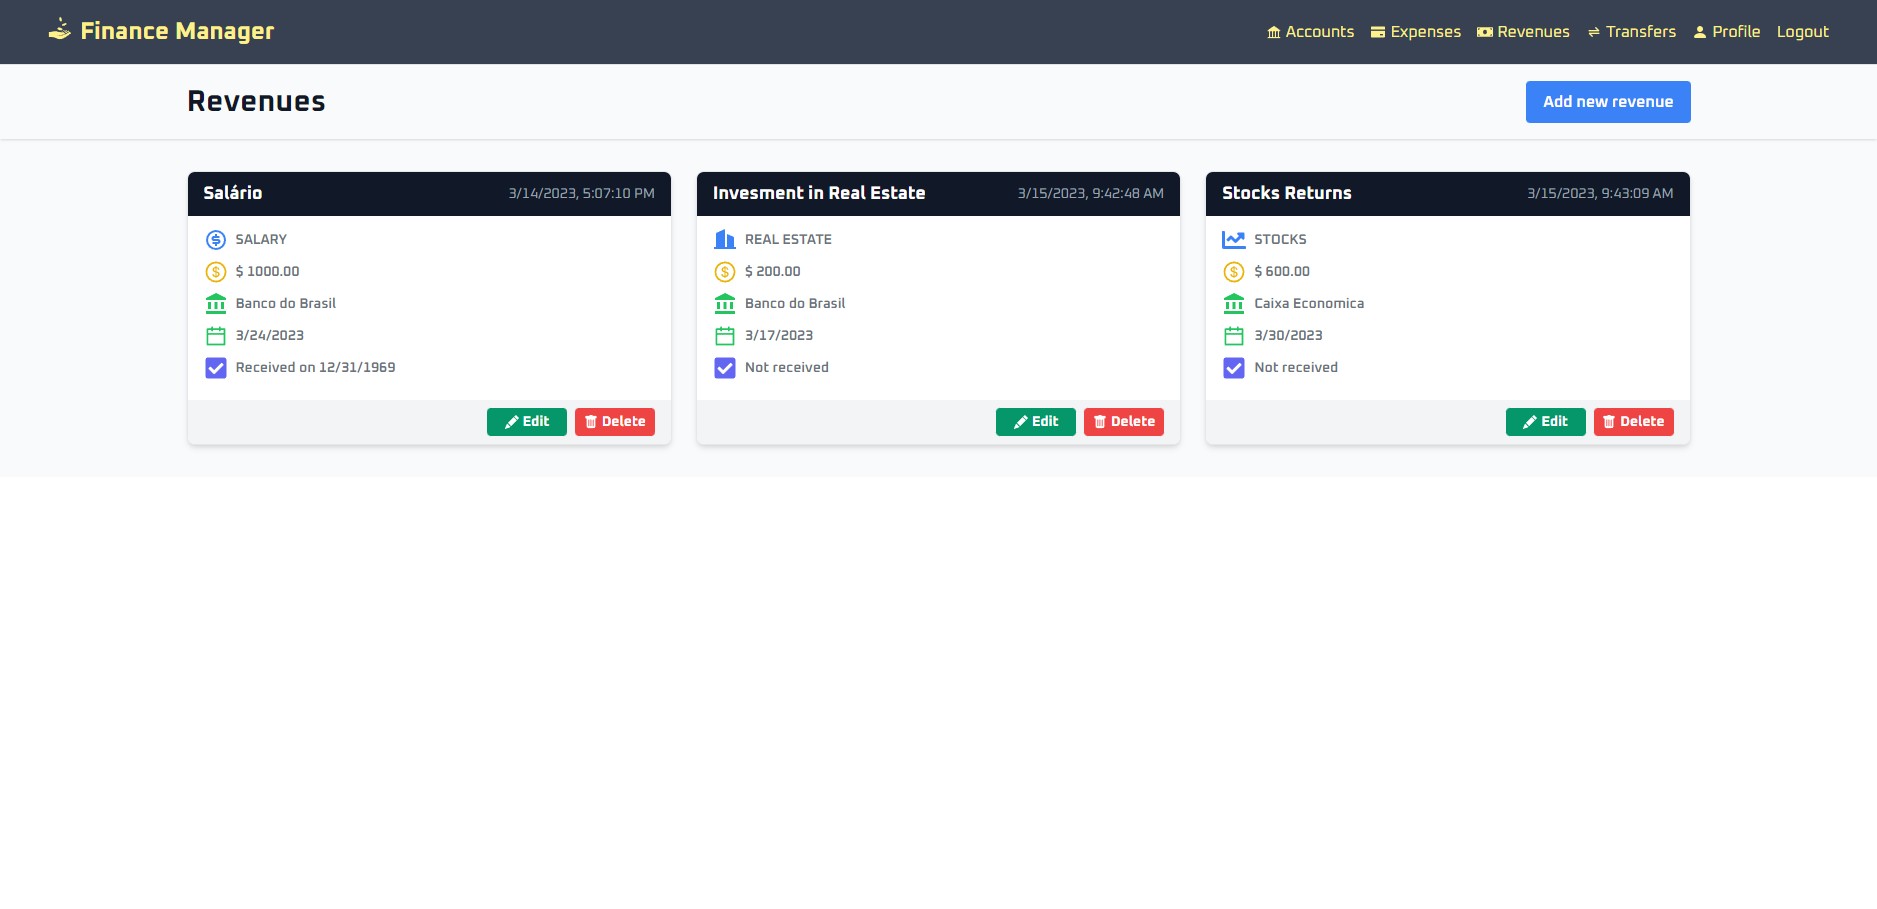 Finance Manager
Accounts Expenses Revenues Transfers Profile Logout
Revenues
Add new revenue
Salário 3/14/2023, 5:07:10 PM
SALARY
$ 1000.00
Banco do Brasil
3/24/2023
Received on 12/31/1969
Edit Delete
Invesment in Real Estate 3/15/2023, 9:42:48 AM
REAL ESTATE
$ 200.00
Banco do Brasil
3/17/2023
Not received
Edit Delete
Stocks Returns 3/15/2023, 9:43:09 AM
STOCKS
$ 600.00
Caixa Economica
3/30/2023
Not received
Edit Delete